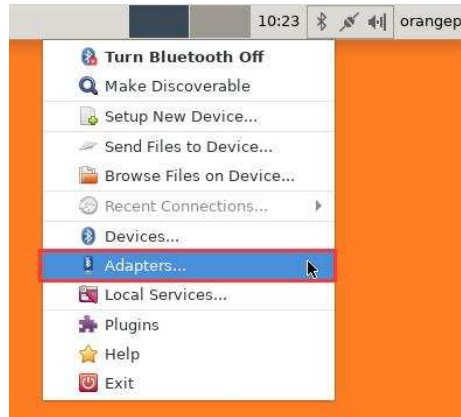 10:23 orangep
Turn Bluetooth Off
Make Discoverable
Setup New Device...
Send Files to Device...
Browse Files on Device...
Recent Connections...
Devices...
Adapters...
Local Services...
Plugins
Help
Exit